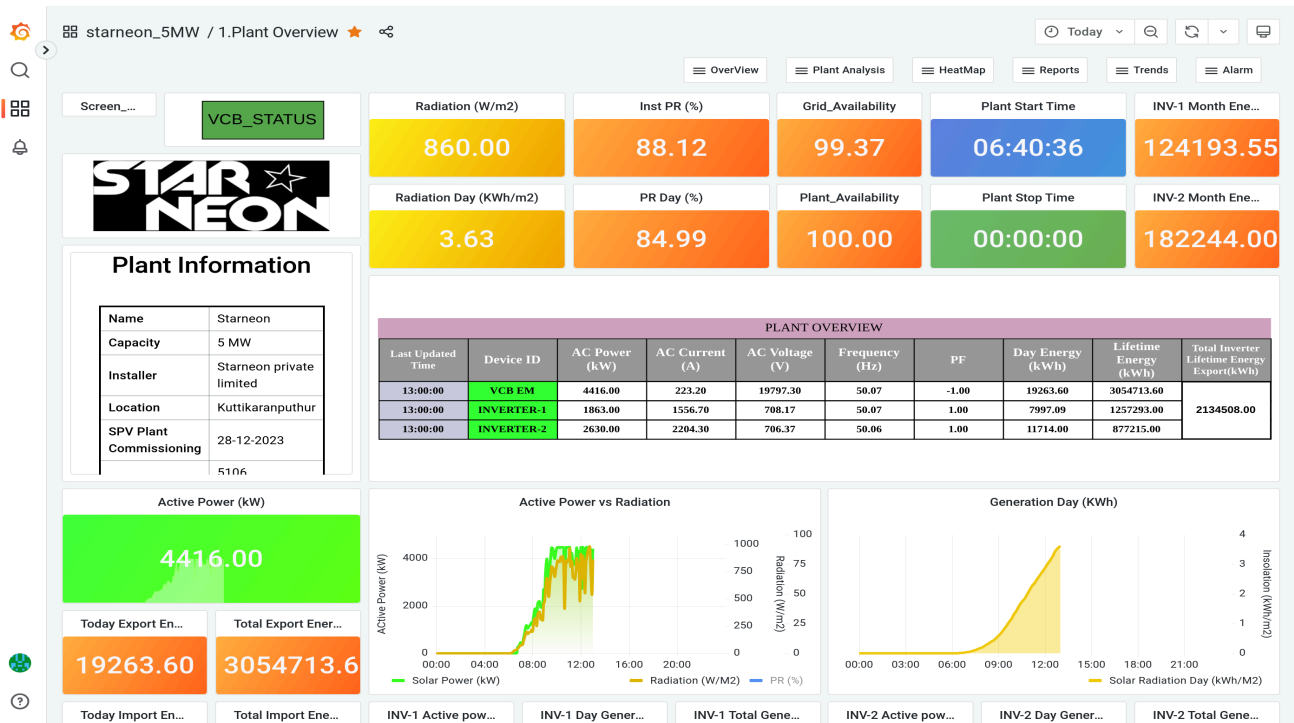 starneon_5MW / 1.Plant Overview
Today
OverView
Plant Analysis
HeatMap
Reports
Trends
Alarm
Screen_...
VCB_STATUS
Radiation (W/m2)
860.00
Inst PR (%)
88.12
Grid_Availability
99.37
Plant Start Time
06:40:36
INV-1 Month Ene...
124193.55
STAR
NEON
Radiation Day (KWh/m2)
3.63
PR Day (%)
84.99
Plant_Availability
100.00
Plant Stop Time
00:00:00
INV-2 Month Ene...
182244.00
Plant Information
Name Starneon
Capacity 5 MW
Installer Starneon private
limited
Location Kuttikaranputhur
SPV Plant
Commissioning 28-12-2023
5106
PLANT OVERVIEW
Last Updated
Time
Device ID
AC Power
(kW)
AC Current
(A)
AC Voltage
(V)
Frequency
(Hz)
PF
Day Energy
(kWh)
Lifetime
Energy
(kWh)
Total Inverter
Lifetime Energy
Export(kWh)
13:00:00 VCB EM 4416.00 223.20 19797.30 50.07 -1.00 19263.60 3054713.60
13:00:00 INVERTER-1 1863.00 1556.70 708.17 50.07 1.00 7997.09 1257293.00 2134508.00
13:00:00 INVERTER-2 2630.00 2204.30 706.37 50.06 1.00 11714.00 877215.00
Active Power (kW)
4416.00
Today Export En...
19263.60
Total Export Ener...
3054713.6
Active Power vs Radiation
ACtive Power (kW)
4000
2000
0
1000
750
500
250
0
Radiation (W/m2)
100
75
50
25
0
00:00 04:00 08:00 12:00 16:00 20:00
Solar Power (kW) Radiation (W/M2) PR (%)
Generation Day (KWh)
4
3
2
1
0
Insolation (kWh/m2)
00:00 03:00 06:00 09:00 12:00 15:00 18:00 21:00
Solar Radiation Day (kWh/M2)
Today Import En...
Total Import Ene...
INV-1 Active pow...
INV-1 Day Gener...
INV-1 Total Gene...
INV-2 Active pow...
INV-2 Day Gener...
INV-2 Total Gene...